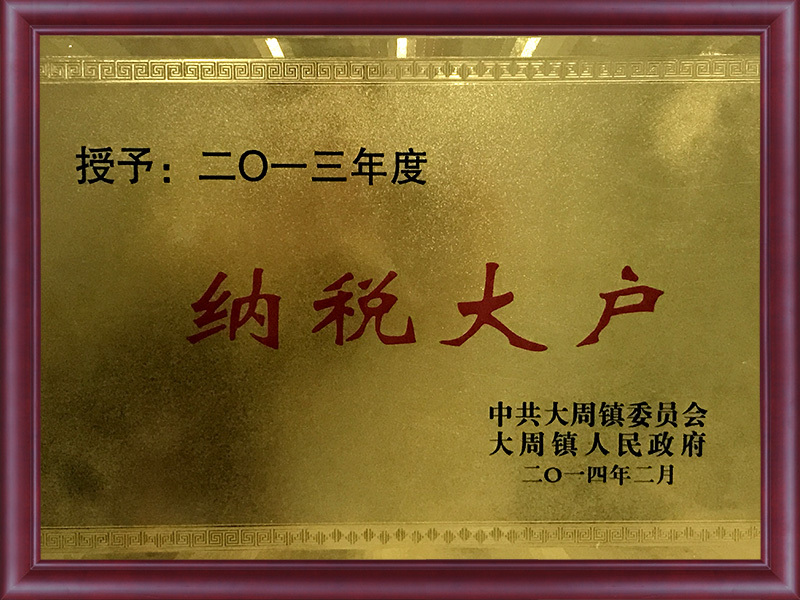 授予：二〇一三年度
纳税大户
中共大周镇委员会
大周镇人民政府
二〇一四年二月